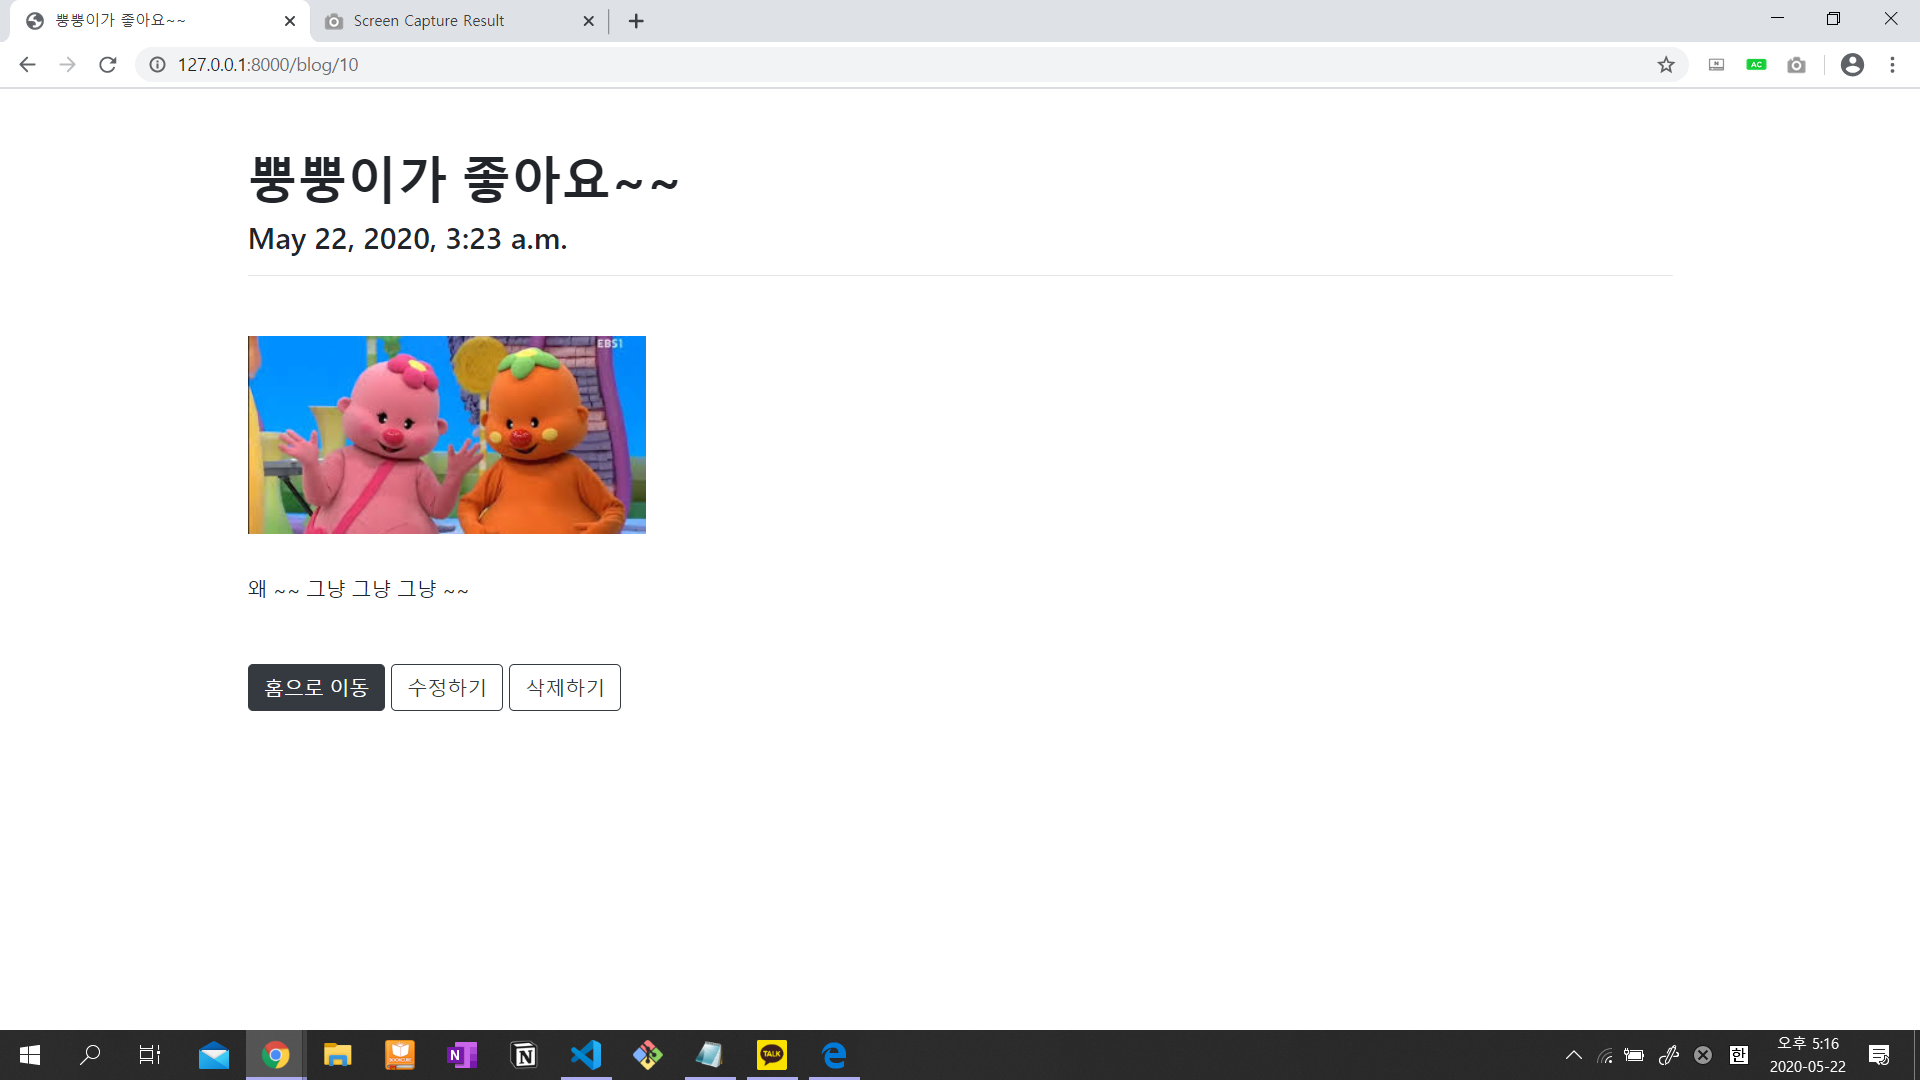 뿡뿡이가 좋아요~~
Screen Capture Result
127.0.0.1:8000/blog/10
AC
뿡뿡이가 좋아요~~
May 22, 2020, 3:23 a.m.
EBS1
왜 ~~ 그냥 그냥 그냥 ~~
홈으로 이동 수정하기 삭제하기
BOOKCUBE
N
N
TALK
한
오후 5:16
2020-05-22